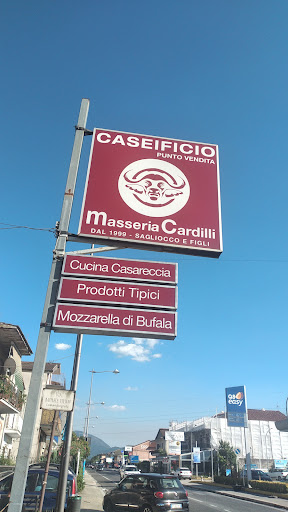 CASEIFICIO
PUNTO VENDITA
Masseria Cardilli
DAL 1999 - SAGLIOCCO E FIGLI
Cucina Casareccia
Prodotti Tipici
Mozzarella di Bufala
easy